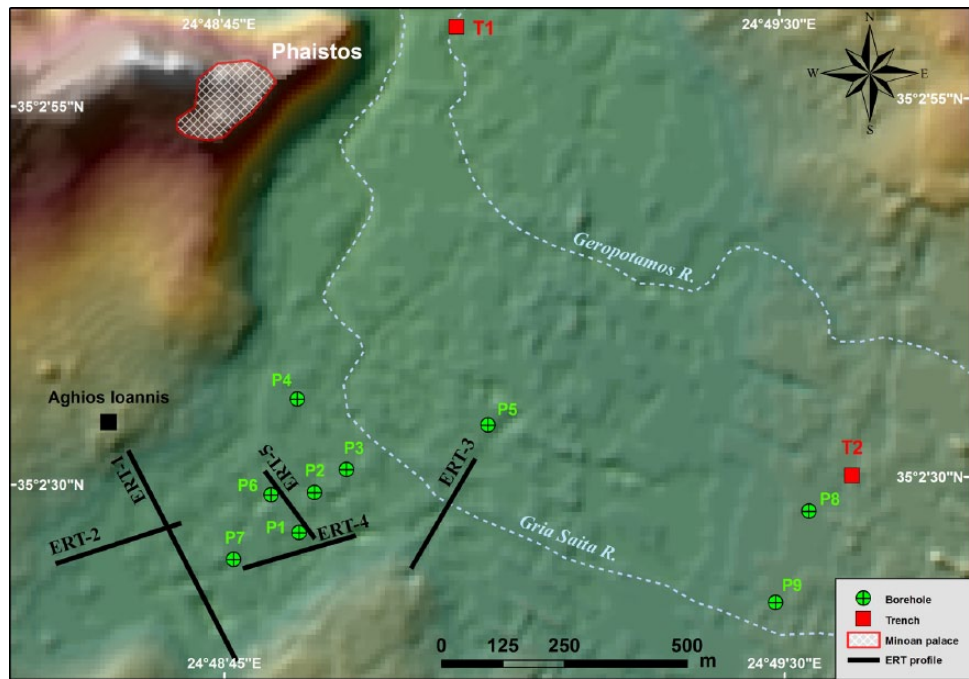 24°48'45"E
24°49'30"E
T1
N
Phaistos
W
E
35°2'55"N
35°2'55"N
S
Geropotamos R.
P4
Aghios Ioannis
P5
P3
ERT-3
T2
ERT-1
ERT-5
P2
35°2'30"N
35°2'30"N
P6
P8
P1
ERT-4
Gria Saita R.
ERT-2
P7
P9
Borehole
Trench
Minoan palace
ERT profile
24°48'45"E
0 125 250 500
m
24°49'30"E